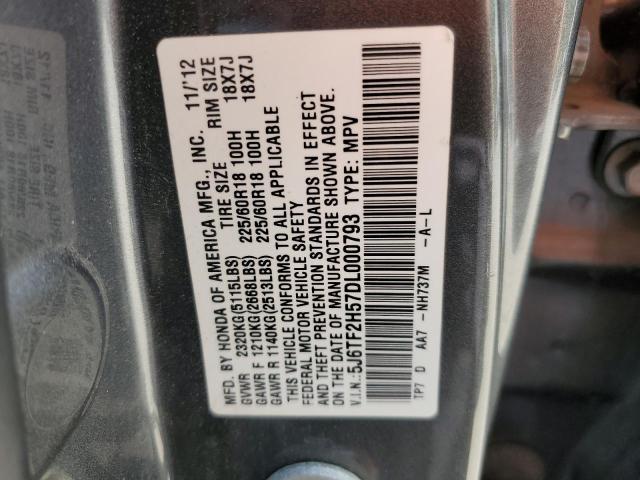 MFD. BY HONDA OF AMERICA MFG., INC. 11/'12
TIRE SIZE RIM SIZE
GVWR 2320KG(5115LBS) 225/60R18 100H 18X7J
GAWR F 1210KG(2668LBS) 225/60R18 100H 18X7J
GAWR R 1140KG(2513LBS)
THIS VEHICLE CONFORMS TO ALL APPLICABLE
FEDERAL MOTOR VEHICLE SAFETY
AND THEFT PREVENTION STANDARDS IN EFFECT
ON THE DATE OF MANUFACTURE SHOWN ABOVE.
V.I.N.:5J6TF2H57DL000793 TYPE: MPV
TP7 D AA7 -NH737M -A-L